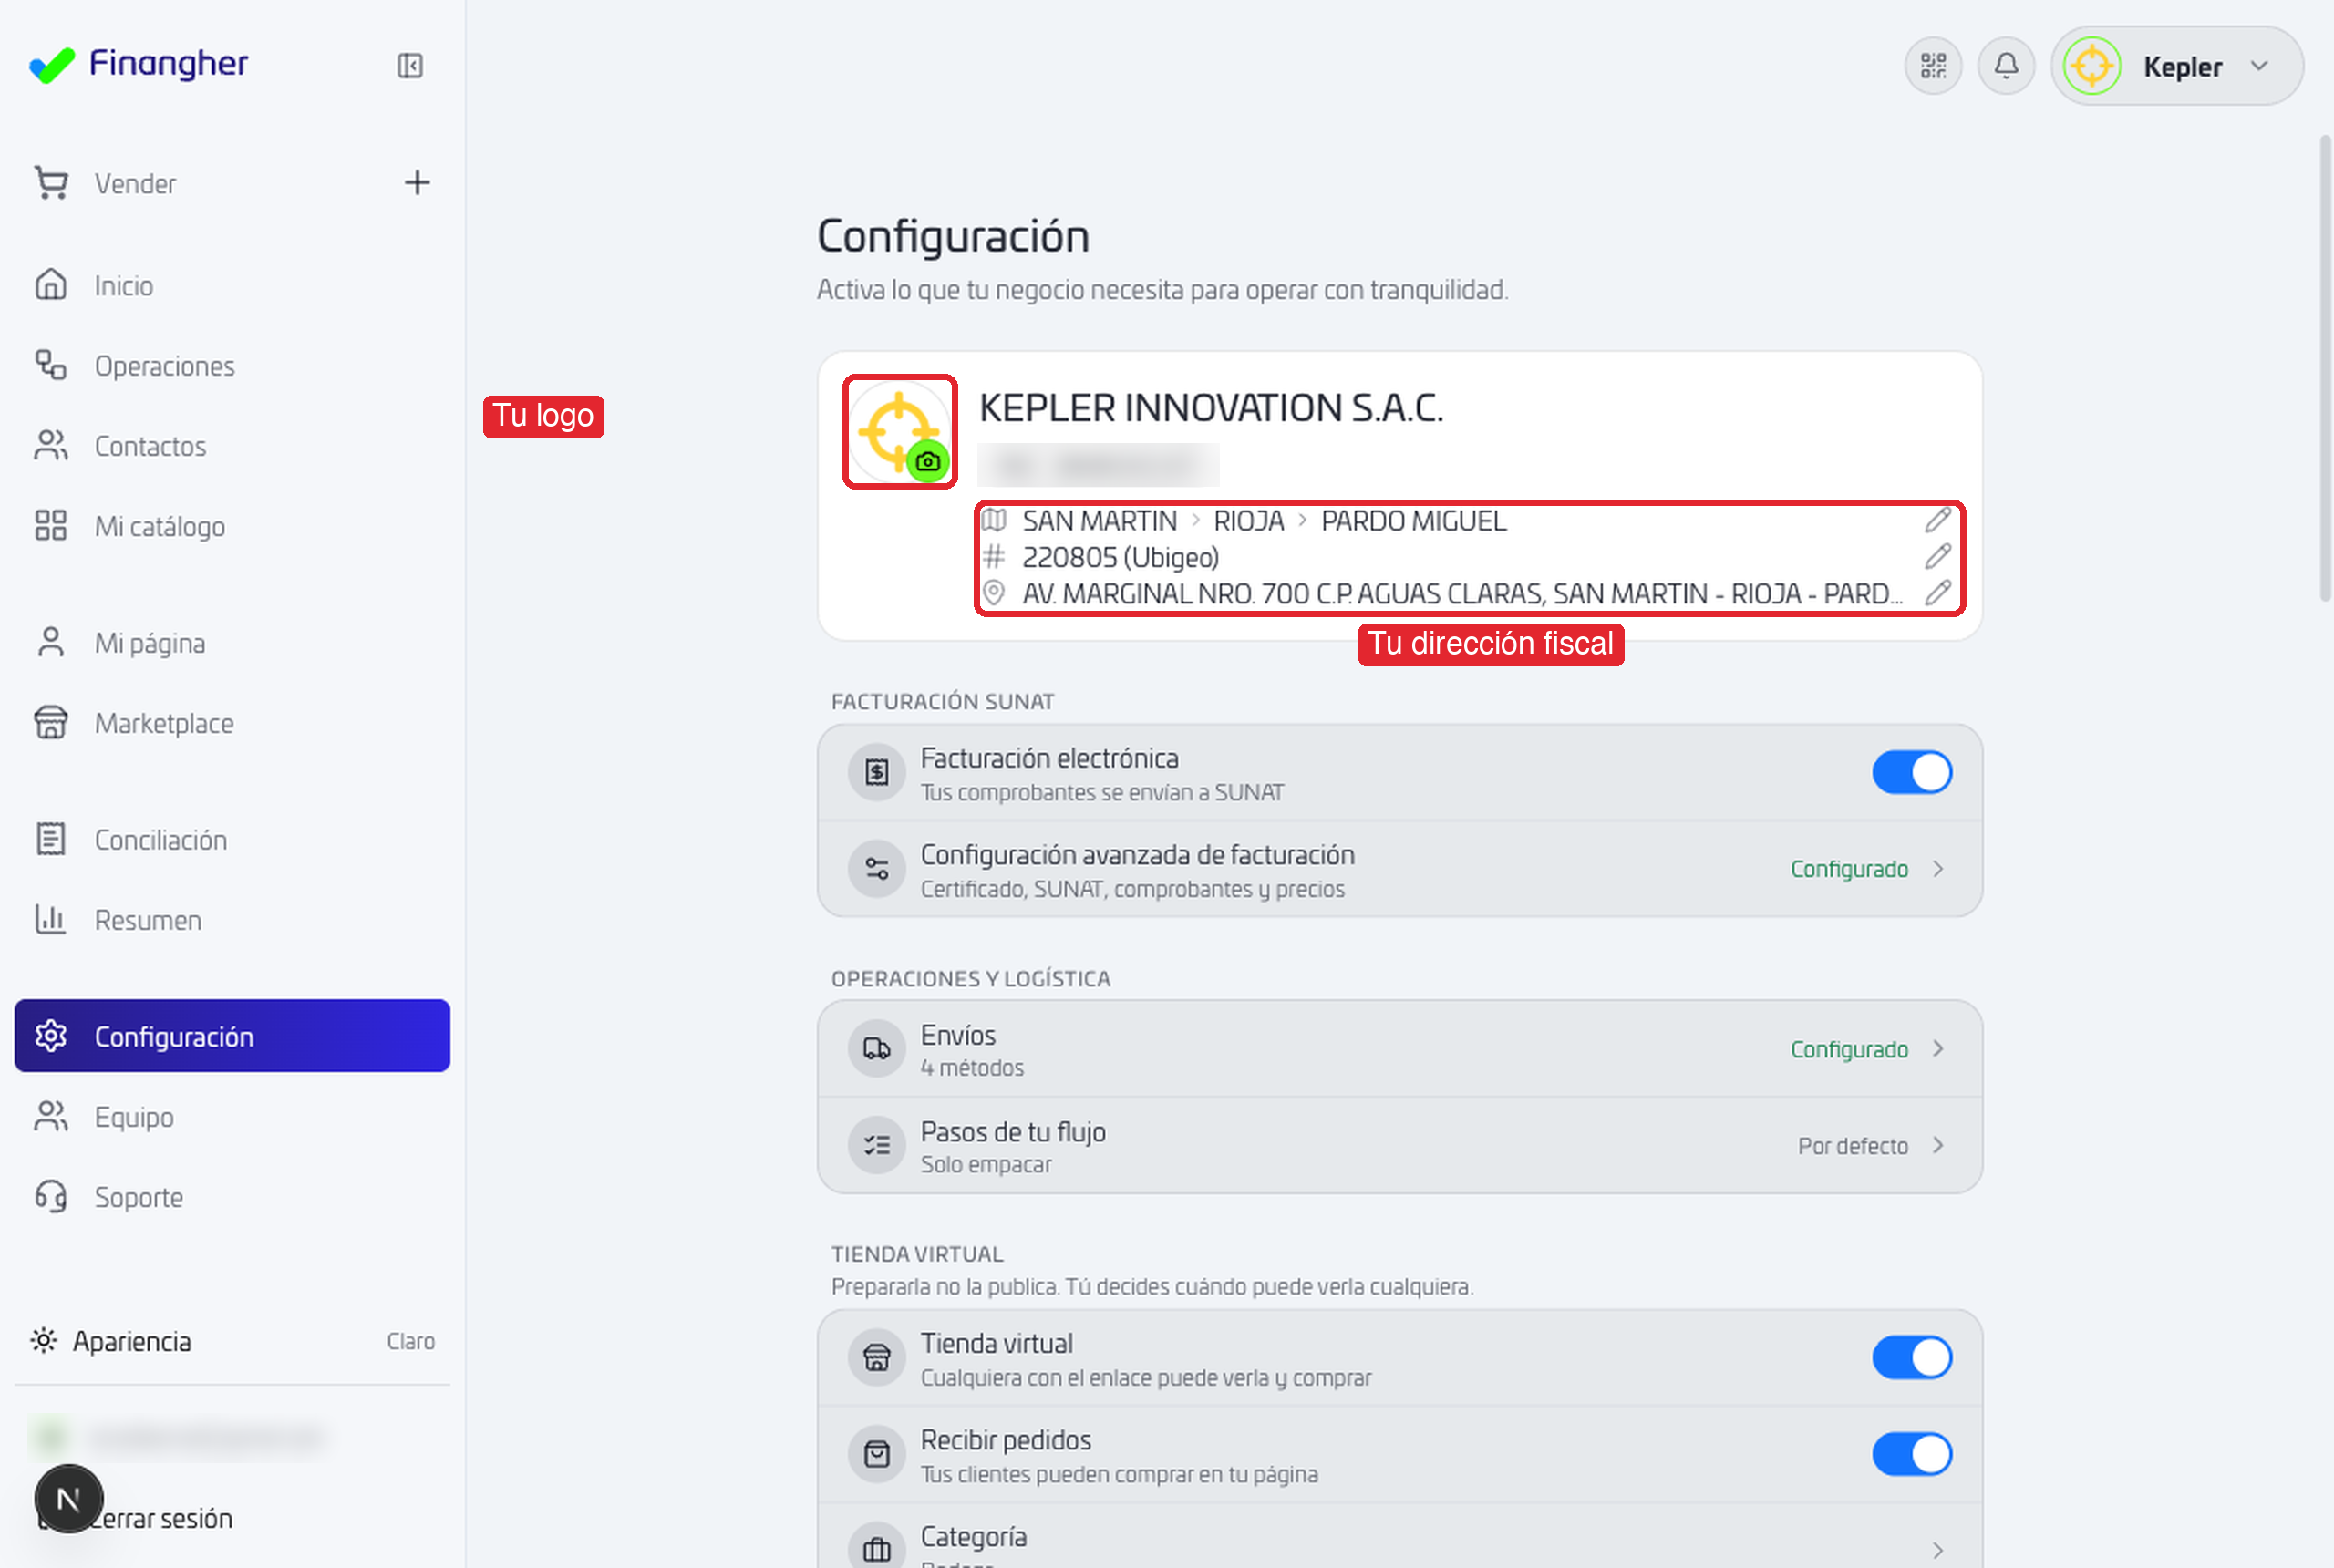 Finangher
Kepler
Vender
Inicio
Operaciones
Contactos
Mi catálogo
Mi página
Marketplace
Conciliación
Resumen
Configuración
Equipo
Soporte
Apariencia Claro
N
Cerrar sesión
Configuración
Activa lo que tu negocio necesita para operar con tranquilidad.
Tu logo
KEPLER INNOVATION S.A.C.
SAN MARTIN > RIOJA > PARDO MIGUEL
# 220805 (Ubigeo)
AV. MARGINAL NRO. 700 C.P. AGUAS CLARAS, SAN MARTIN - RIOJA - PARD...
Tu dirección fiscal
FACTURACIÓN SUNAT
Facturación electrónica
Tus comprobantes se envían a SUNAT
Configuración avanzada de facturación
Certificado, SUNAT, comprobantes y precios
Configurado
OPERACIONES Y LOGÍSTICA
Envíos
4 métodos
Configurado
Pasos de tu flujo
Solo empacar
Por defecto
TIENDA VIRTUAL
Prepararla no la publica. Tú decides cuándo puede verla cualquiera.
Tienda virtual
Cualquiera con el enlace puede verla y comprar
Recibir pedidos
Tus clientes pueden comprar en tu página
Categoría